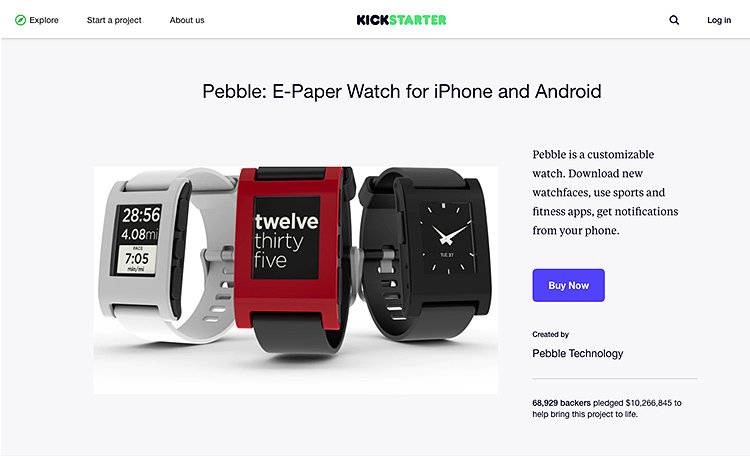 Explore
Start a project
About us
KICKSTARTER
Log in
Pebble: E-Paper Watch for iPhone and Android
28:56
4.08mi
PACE
7:05
min/mi
twelve
thirty
five
TUE 27
Pebble is a customizable
watch. Download new
watchfaces, use sports and
fitness apps, get notifications
from your phone.
Buy Now
Created by
Pebble Technology
68,929 backers pledged $10,266,845 to
help bring this project to life.